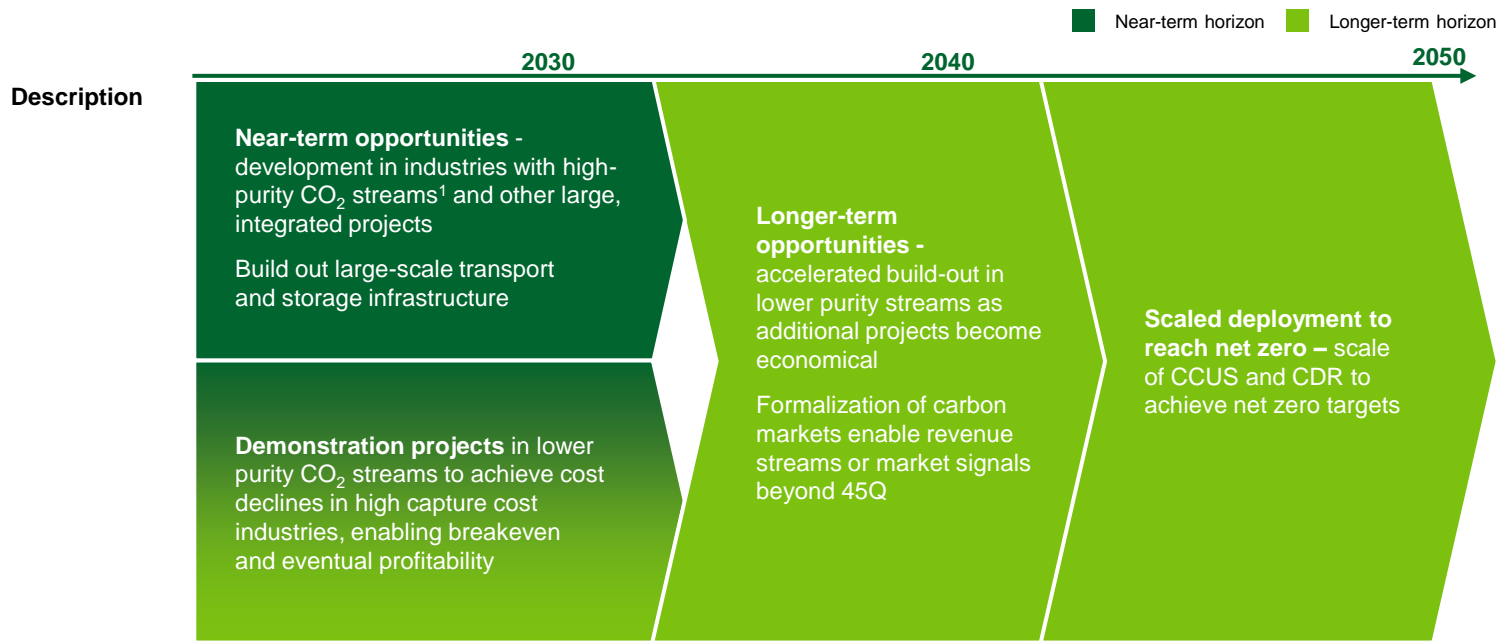 Near-term horizon
Longer-term horizon
2030
2040
2050
Description
Near-term opportunities -
development in industries with high-
purity CO₂ streams¹ and other large,
integrated projects
Build out large-scale transport
and storage infrastructure
Demonstration projects in lower
purity CO₂ streams to achieve cost
declines in high capture cost
industries, enabling breakeven
and eventual profitability
Longer-term
opportunities -
accelerated build-out in
lower purity streams as
additional projects become
economical
Formalization of carbon
markets enable revenue
streams or market signals
beyond 45Q
Scaled deployment to
reach net zero – scale
of CCUS and CDR to
achieve net zero targets